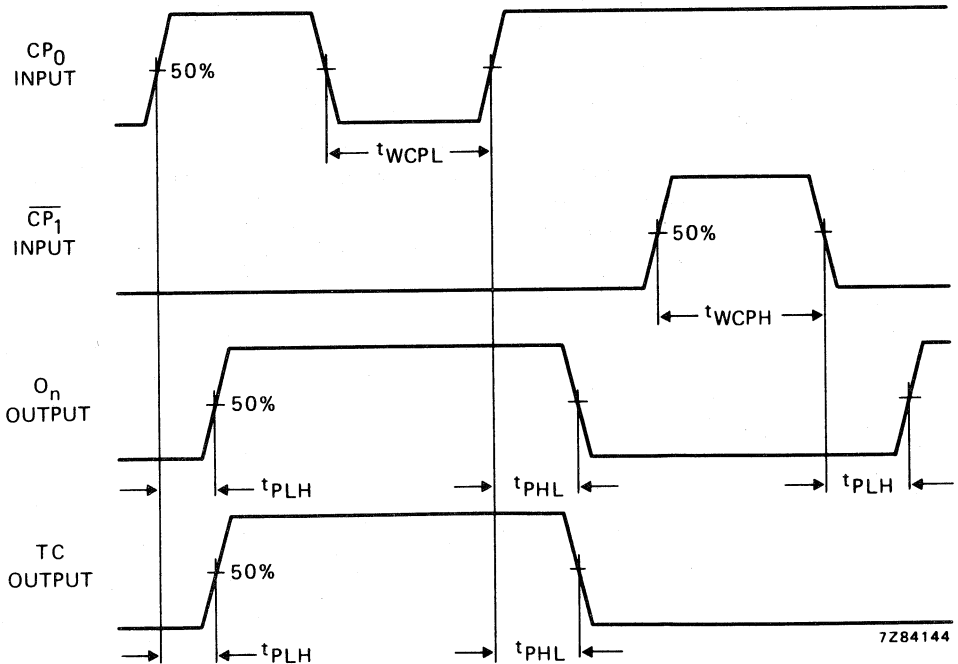 CP0
INPUT
50%
tWCPL
CP1
INPUT
50%
tWCPH
On
OUTPUT
50%
tPLH
tPHL
tPLH
TC
OUTPUT
50%
tPLH
tPHL
7Z84144